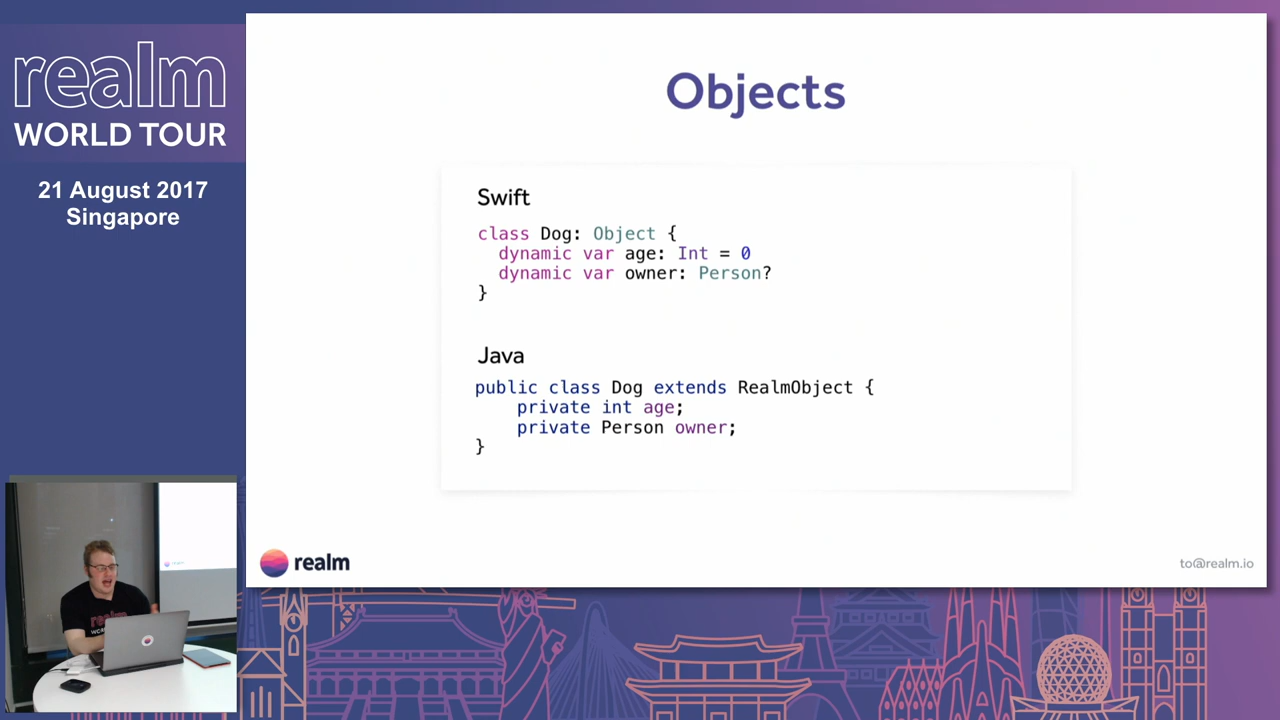 realm
WORLD TOUR
21 August 2017
Singapore
Objects
Swift
class Dog: Object {
  dynamic var age: Int = 0
  dynamic var owner: Person?
}
Java
public class Dog extends RealmObject {
    private int age;
    private Person owner;
}
realm
to@realm.io
realm